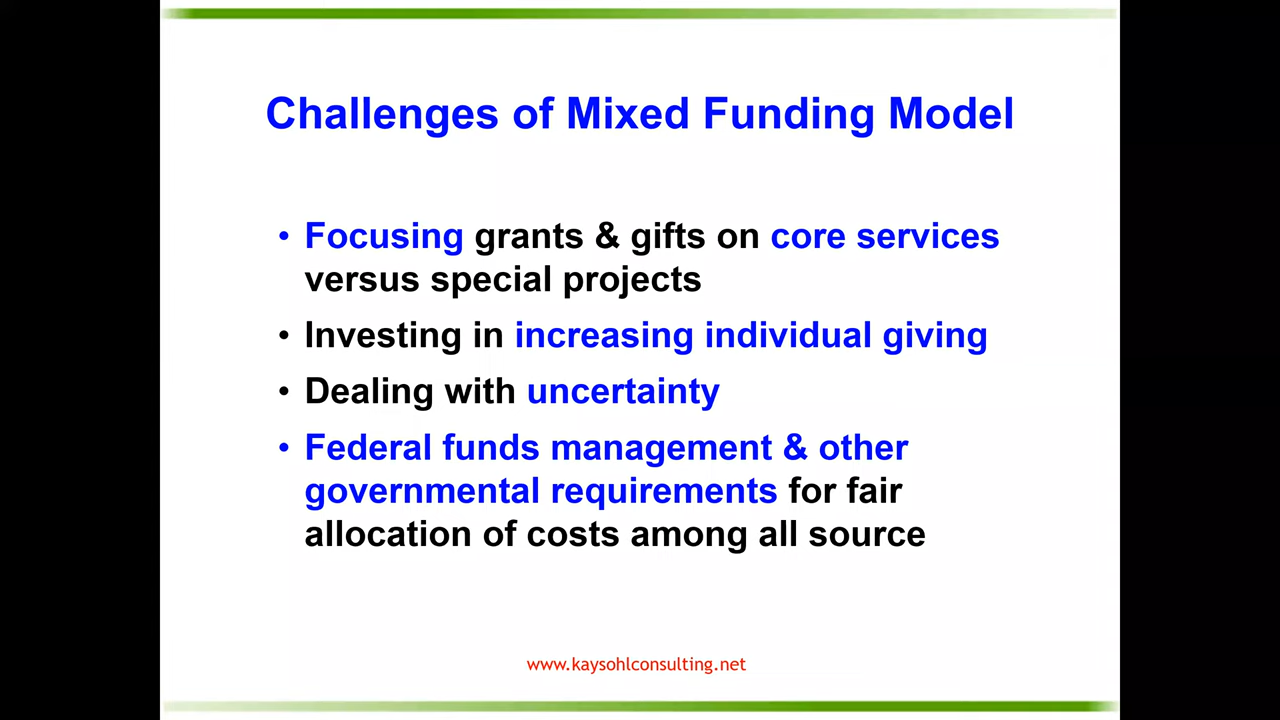 Challenges of Mixed Funding Model
• Focusing grants & gifts on core services
versus special projects
• Investing in increasing individual giving
• Dealing with uncertainty
• Federal funds management & other
governmental requirements for fair
allocation of costs among all source
www.kaysohlconsulting.net